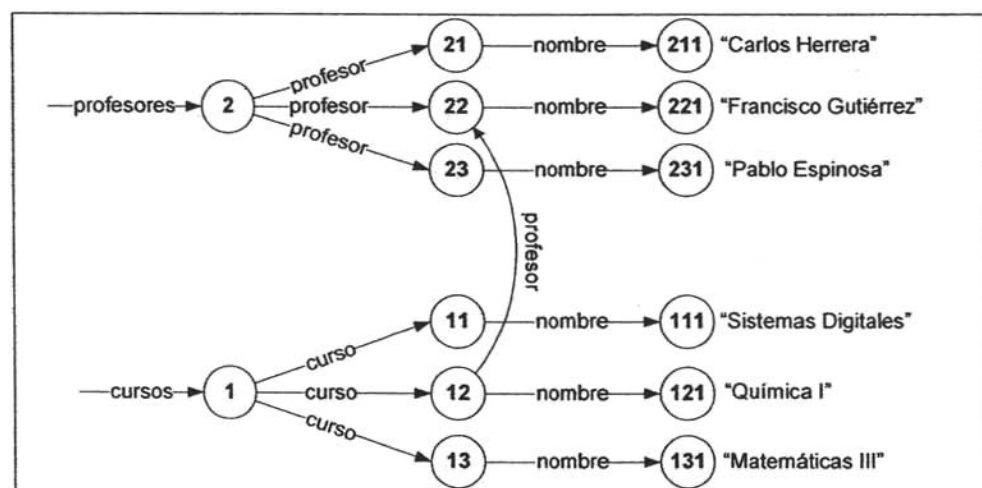 profesor 21 nombre 211 "Carlos Herrera"
profesores 2 profesor 22 nombre 221 "Francisco Gutiérrez"
profesor 23 nombre 231 "Pablo Espinosa"
profesor
curso 11 nombre 111 "Sistemas Digitales"
cursos 1 curso 12 nombre 121 "Química I"
curso 13 nombre 131 "Matemáticas III"